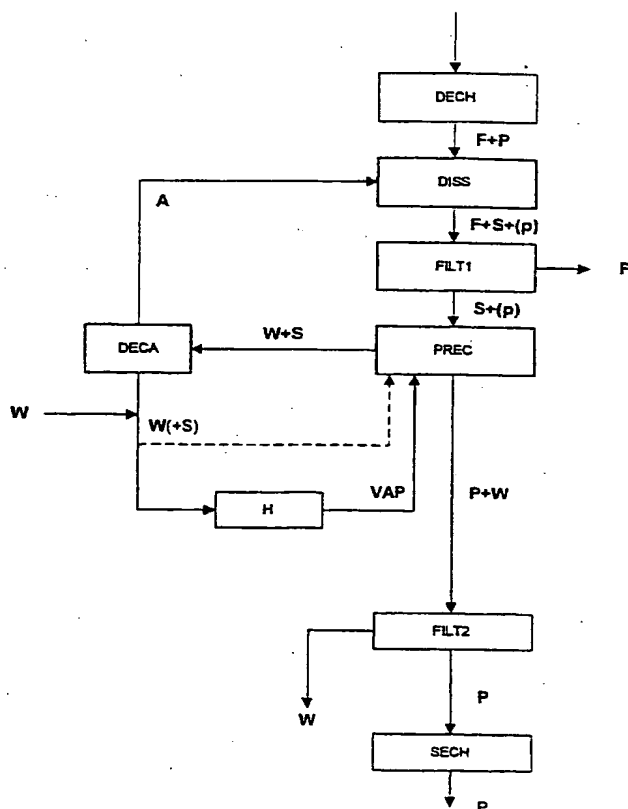 DECH
F+P
DISS
A
F+S+(p)
FILT1
F
S+(p)
DECA
W+S
PREC
W
W(+S)
VAP
H
P+W
FILT2
W
P
SECH
P